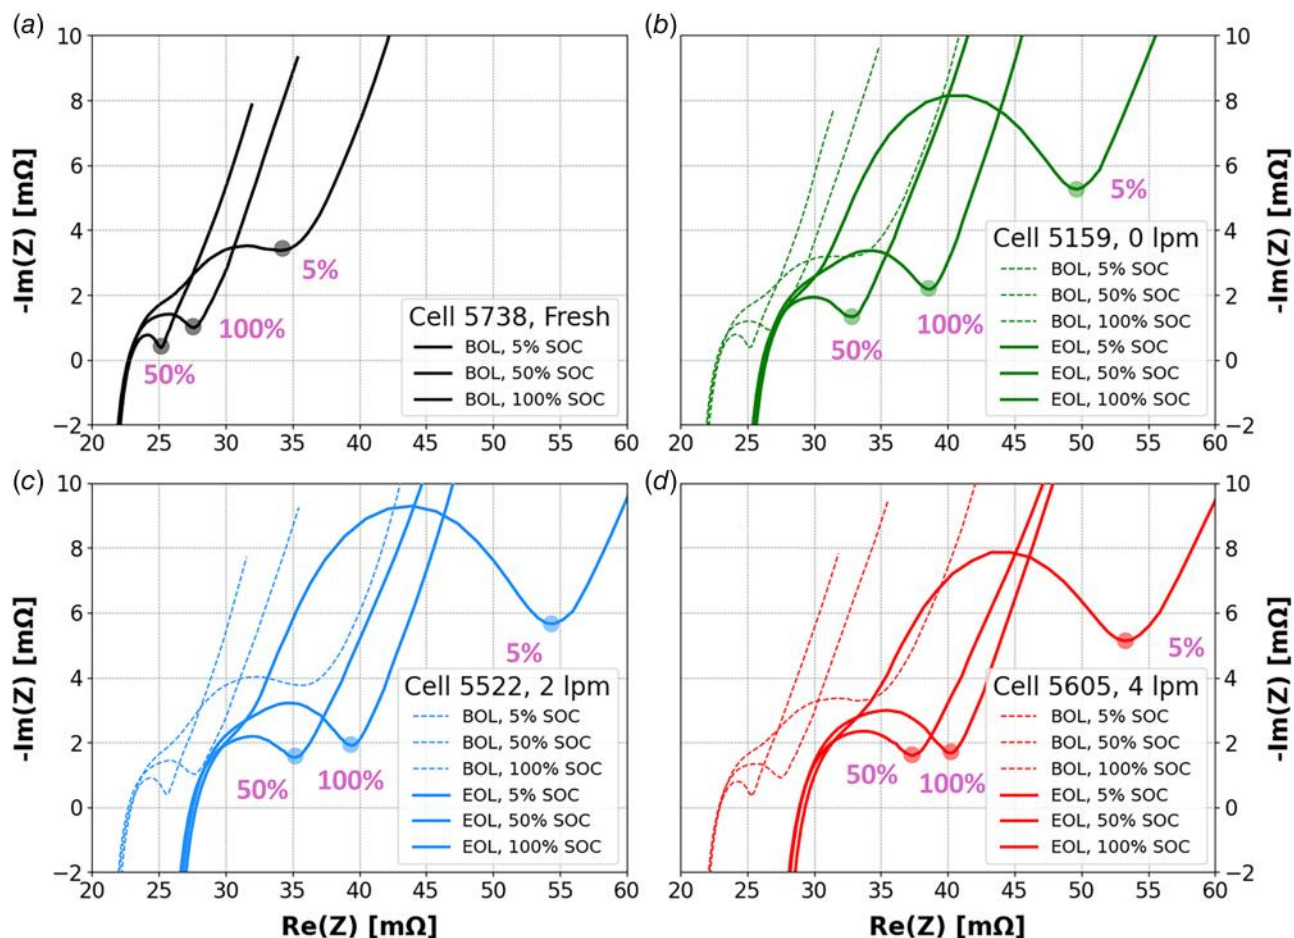 (a)
10
8
6
4
2
0
−2
-Im(Z) [mΩ]
5%
100%
50%
Cell 5738, Fresh
BOL, 5% SOC
BOL, 50% SOC
BOL, 100% SOC
20 25 30 35 40 45 50 55 60
(b)
10
8
6
4
2
0
−2
-Im(Z) [mΩ]
5%
100%
50%
Cell 5159, 0 lpm
BOL, 5% SOC
BOL, 50% SOC
BOL, 100% SOC
EOL, 5% SOC
EOL, 50% SOC
EOL, 100% SOC
20 25 30 35 40 45 50 55 60
(c)
10
8
6
4
2
0
−2
-Im(Z) [mΩ]
5%
50%
100%
Cell 5522, 2 lpm
BOL, 5% SOC
BOL, 50% SOC
BOL, 100% SOC
EOL, 5% SOC
EOL, 50% SOC
EOL, 100% SOC
20 25 30 35 40 45 50 55 60
Re(Z) [mΩ]
(d)
10
8
6
4
2
0
−2
-Im(Z) [mΩ]
5%
50%
100%
Cell 5605, 4 lpm
BOL, 5% SOC
BOL, 50% SOC
BOL, 100% SOC
EOL, 5% SOC
EOL, 50% SOC
EOL, 100% SOC
20 25 30 35 40 45 50 55 60
Re(Z) [mΩ]